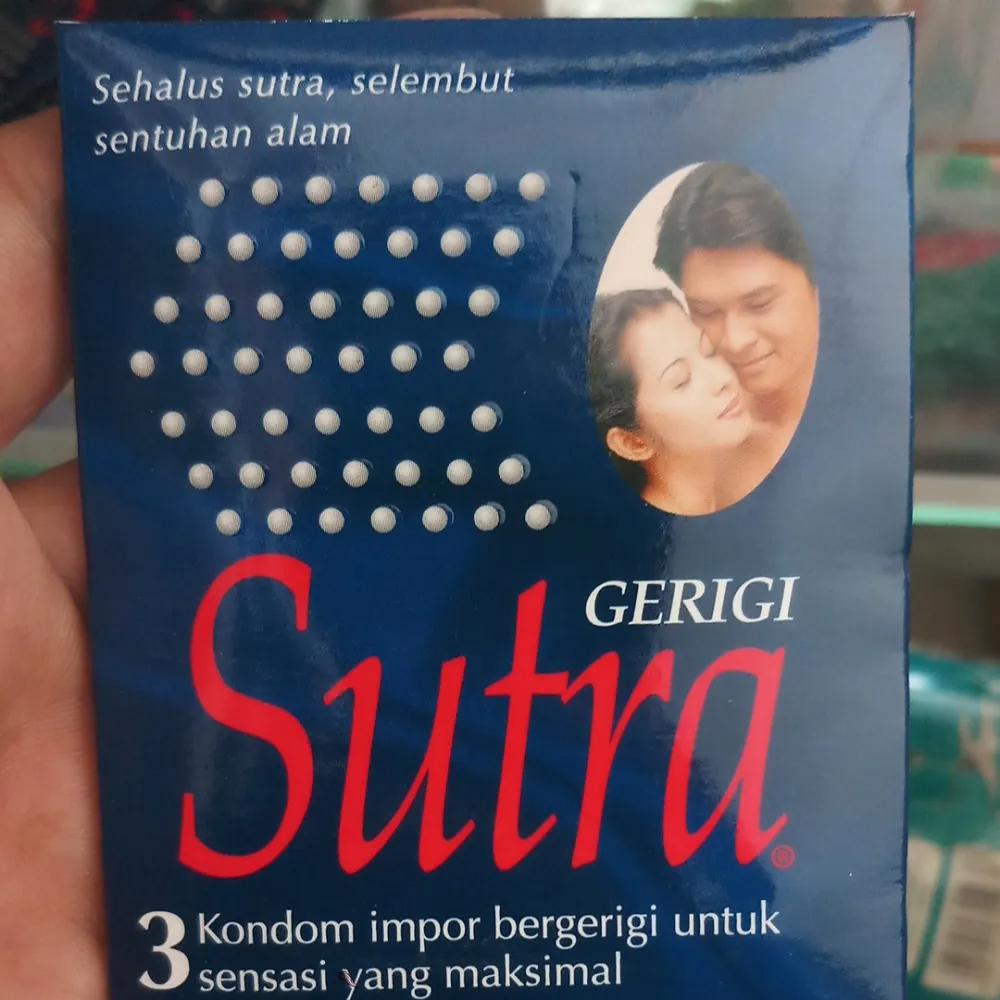 Sehalus sutra, selembut
sentuhan alam
GERIGI
Sutra®
3 Kondom impor bergerigi untuk
sensasi yang maksimal